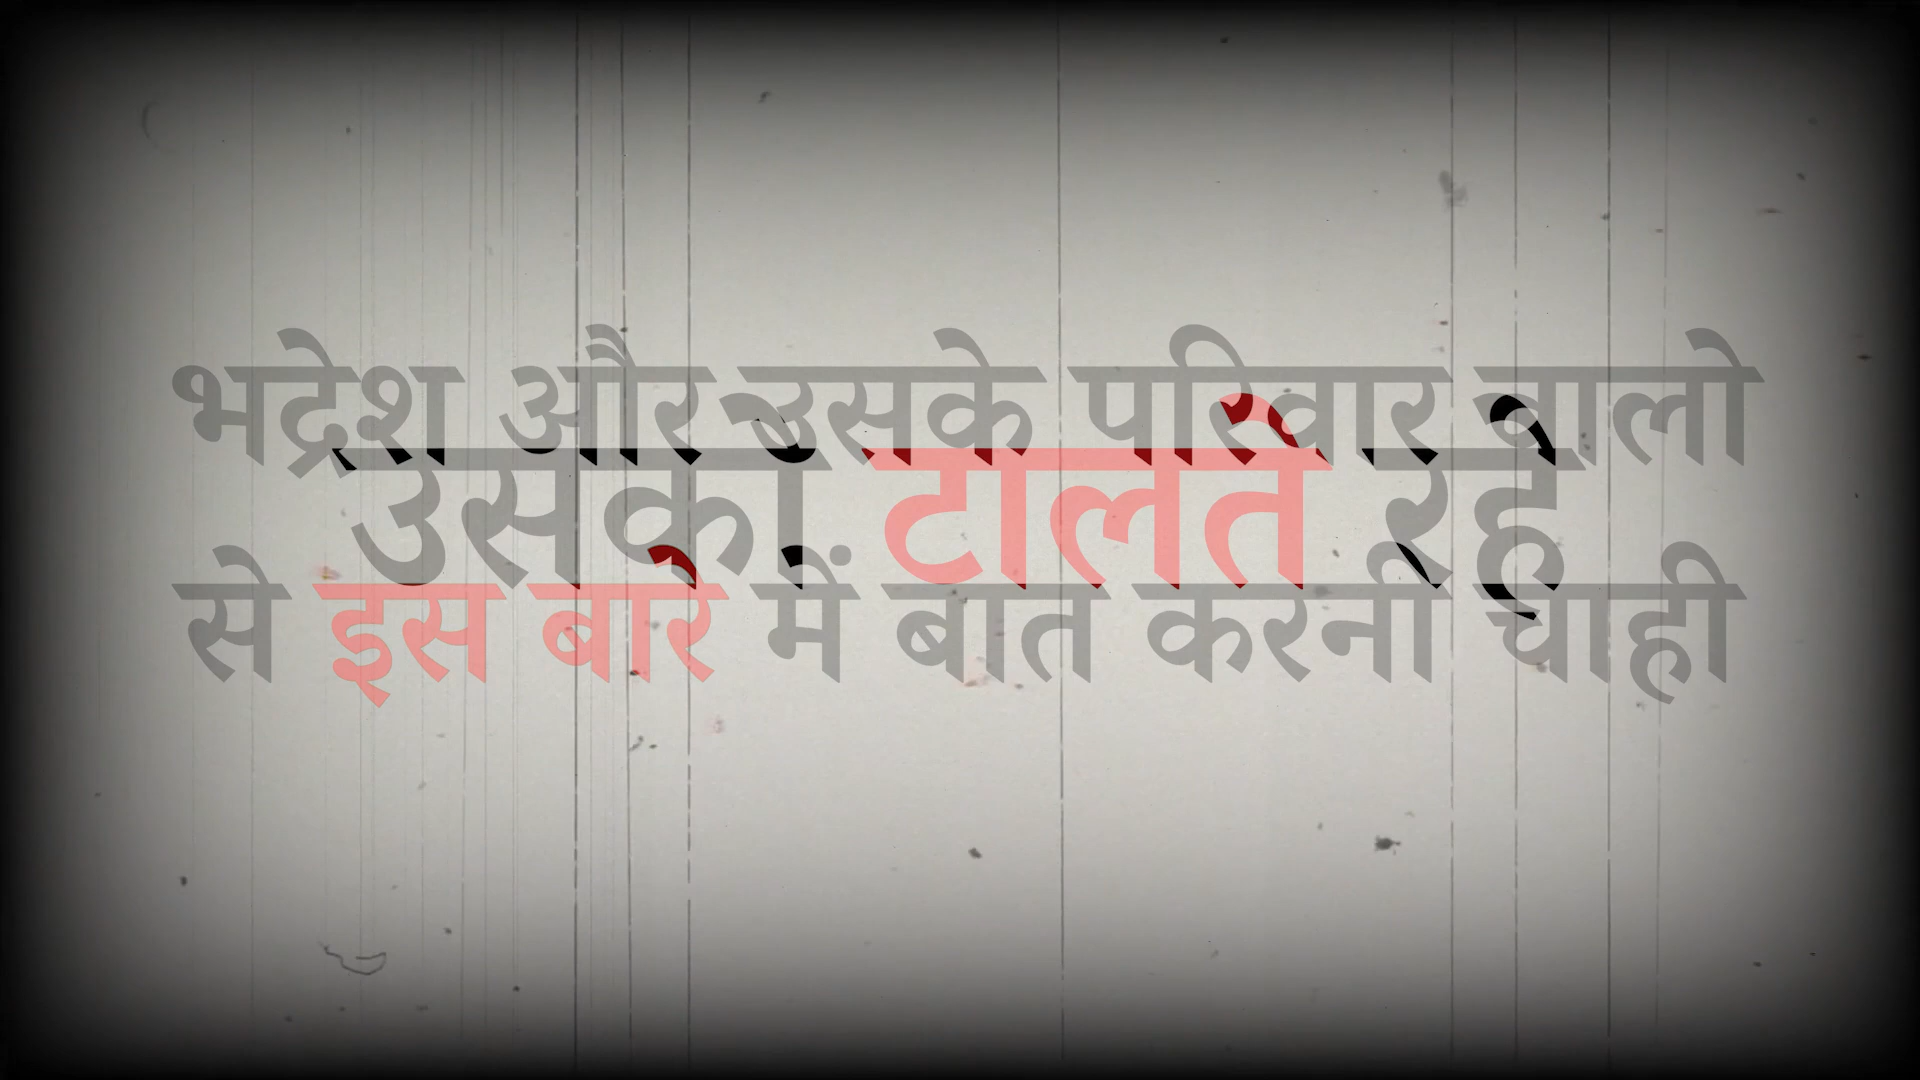 भद्रेश और उसके परिवार वालो
उसको टालते रहे
से इस बारे में बात करनी चाही